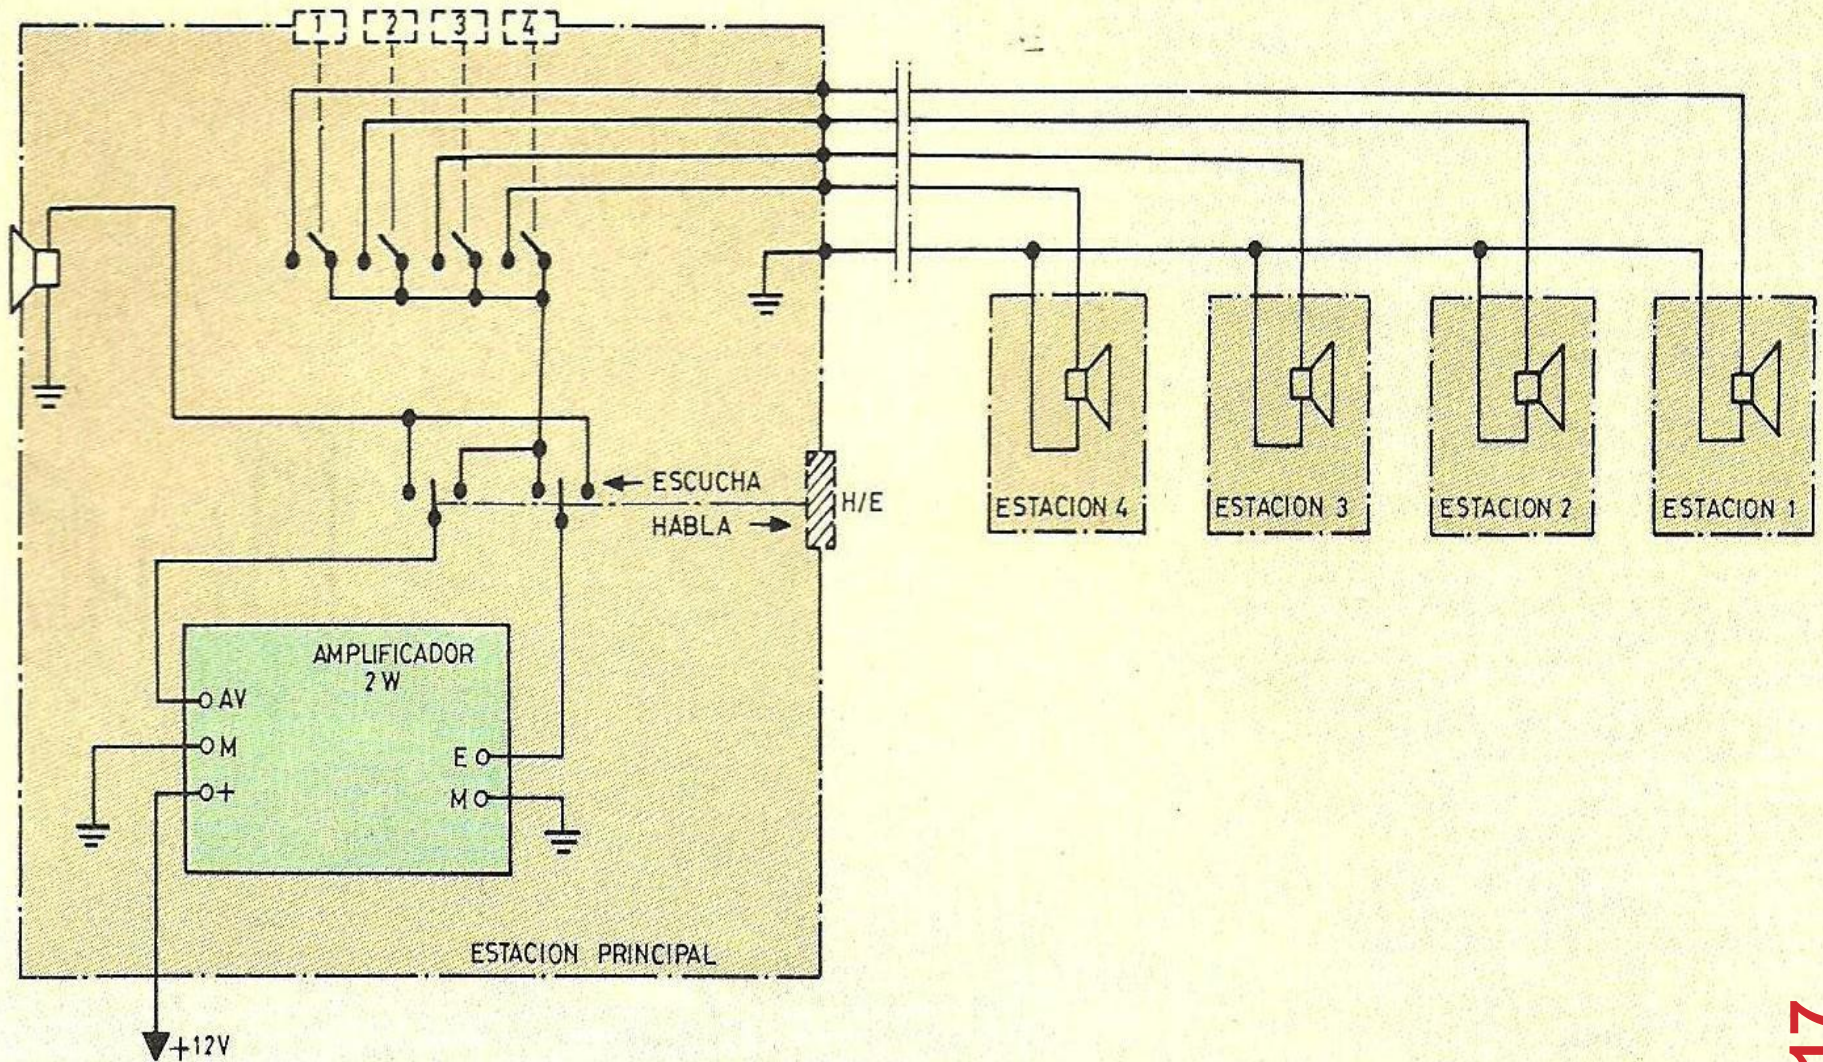 1 2 3 4
ESCUCHA
HABLA
H/E
ESTACION 4
ESTACION 3
ESTACION 2
ESTACION 1
AMPLIFICADOR
2 W
AV
M
+
E
M
ESTACION PRINCIPAL
+12V
17